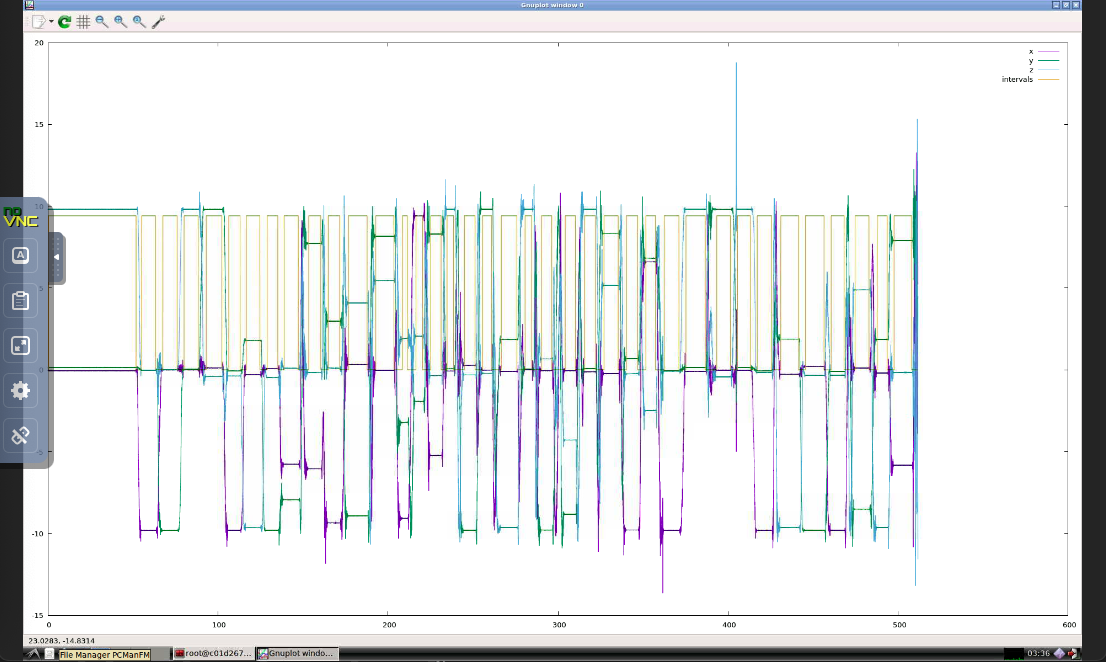 Gnuplot window 0
20
x
y
z
intervals
15
10
no
VNC
A
5
0
-5
-10
-15
0
100
200
300
400
500
600
23.0283, -14.8314
File Manager PCManFM
root@c01d267...
Gnuplot windo...
03:36